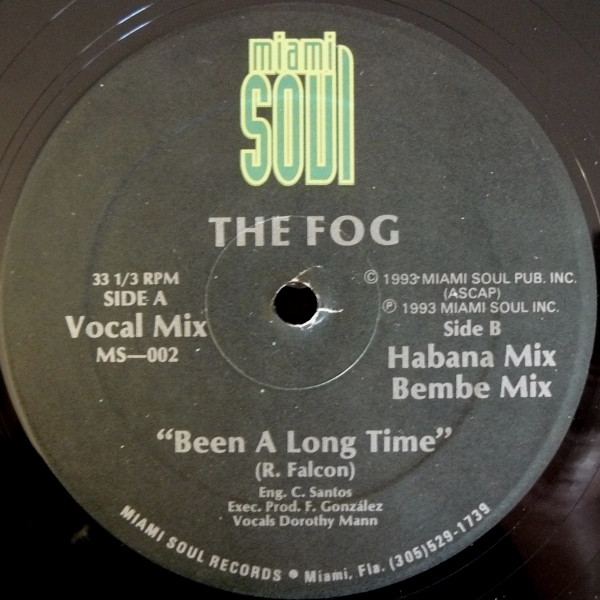 miami
SOUL
THE FOG
33 1/3 RPM
SIDE A
Vocal Mix
MS—002
© 1993 MIAMI SOUL PUB. INC.
(ASCAP)
℗ 1993 MIAMI SOUL INC.
Side B
Habana Mix
Bembe Mix
“Been A Long Time”
(R. Falcon)
Eng. C. Santos
Exec. Prod. F. González
Vocals Dorothy Mann
MIAMI SOUL RECORDS ● Miami, Fla. (305)529-1739